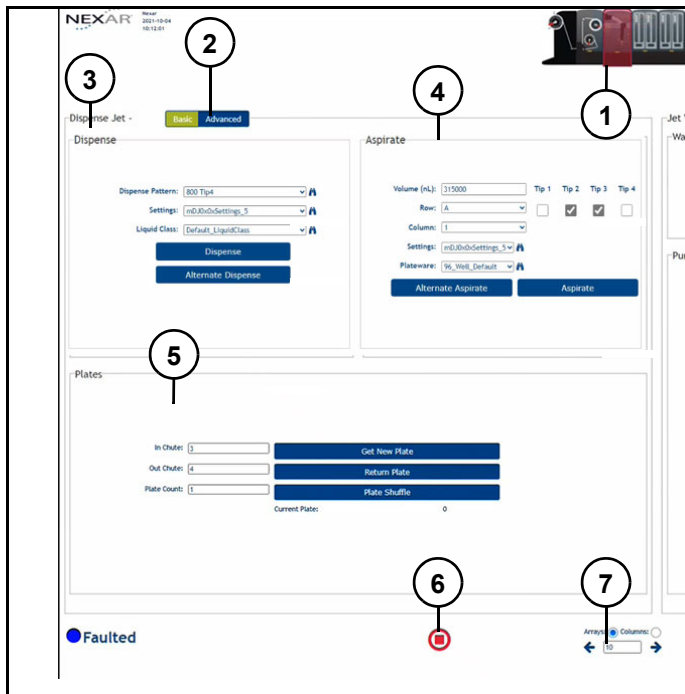 NEXAR
Nexar
2021-10-04
10:12:01
2
3
4
1
Dispense Jet -
Basic
Advanced
Dispense
Dispense Pattern: 800 Tip4
Settings: mDJ0x0xSettings_5
Liquid Class: Default_LiquidClass
Dispense
Alternate Dispense
Aspirate
Volume (nL): 315000 Tip 1 Tip 2 Tip 3 Tip 4
Row: A
Column: 1
Settings: mDJ0x0xSettings_5
Plateware: 96_Well_Default
Alternate Aspirate
Aspirate
Jet
Wa
Pu
5
Plates
In Chute: 3 Get New Plate
Out Chute: 4 Return Plate
Plate Count: 1 Plate Shuffle
Current Plate: 0
6
7
Faulted
Arrays: Columns:
10